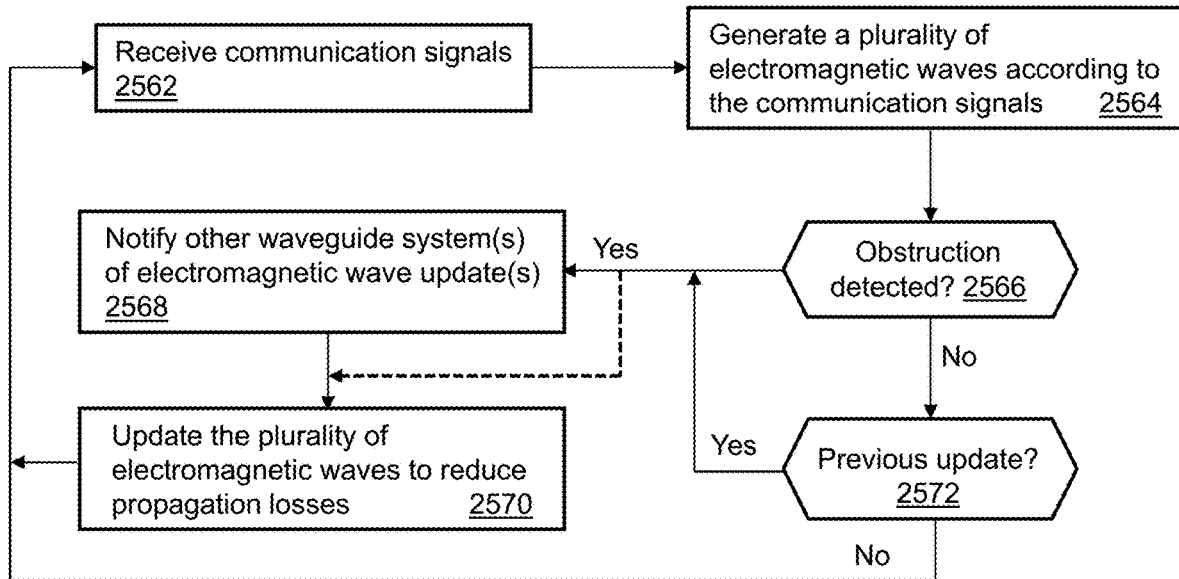 Receive communication signals
2562
Generate a plurality of
electromagnetic waves according to
the communication signals 2564
Notify other waveguide system(s)
of electromagnetic wave update(s)
2568
Yes
Obstruction
detected? 2566
No
Update the plurality of
electromagnetic waves to reduce
propagation losses 2570
Yes
Previous update?
2572
No